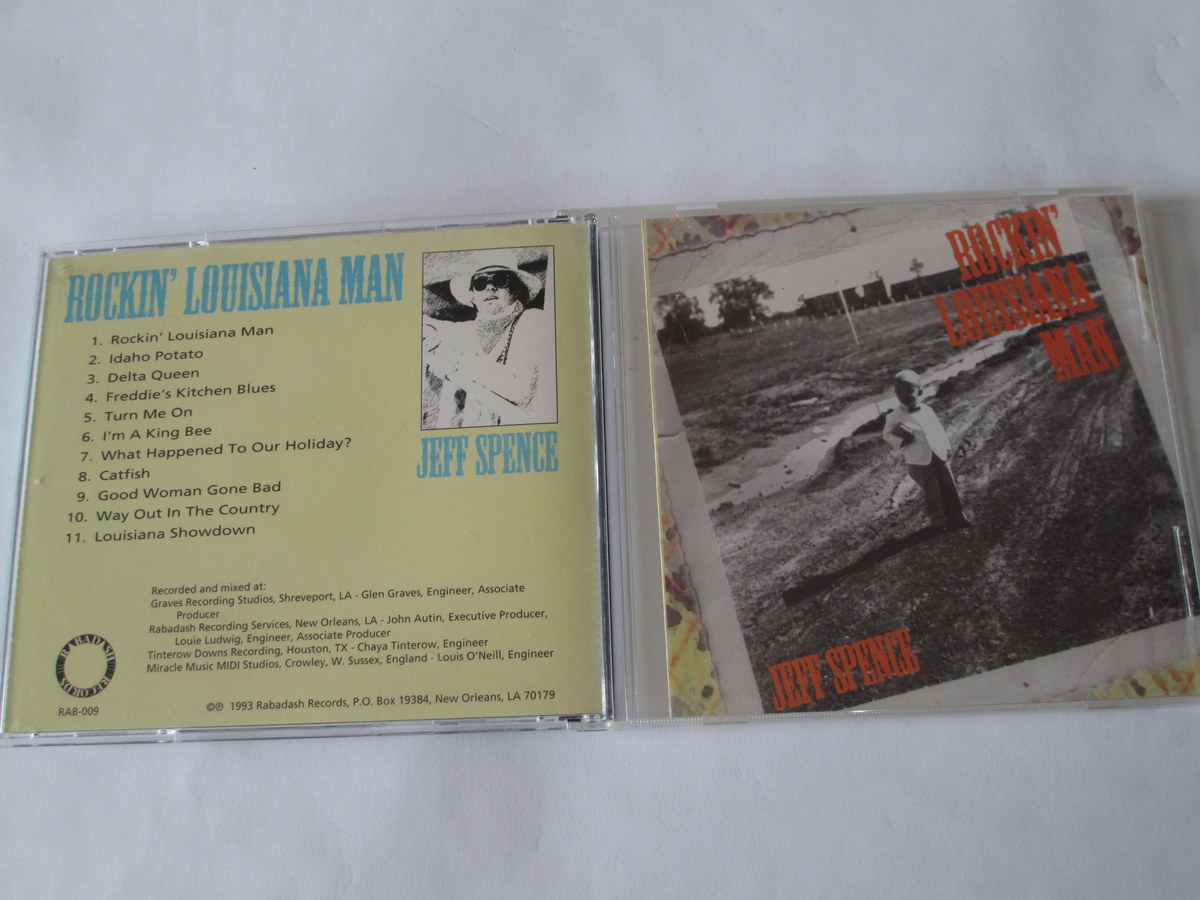 ROCKIN' LOUISIANA MAN
1. Rockin' Louisiana Man
2. Idaho Potato
3. Delta Queen
4. Freddie's Kitchen Blues
5. Turn Me On
6. I'm A King Bee
7. What Happened To Our Holiday?
8. Catfish
9. Good Woman Gone Bad
10. Way Out In The Country
11. Louisiana Showdown
JEFF SPENCE
Recorded and mixed at:
Graves Recording Studios, Shreveport, LA - Glen Graves, Engineer, Associate
Producer
Rabadash Recording Services, New Orleans, LA - John Autin, Executive Producer,
Louie Ludwig, Engineer, Associate Producer
Tinterow Downs Recording, Houston, TX - Chaya Tinterow, Engineer
Miracle Music MIDI Studios, Crowley, W. Sussex, England - Louis O'Neill, Engineer
RABADASH
RECORDS
RAB-009
©℗ 1993 Rabadash Records, P.O. Box 19384, New Orleans, LA 70179
ROCKIN'
LOUISIANA
MAN
JEFF SPENCE